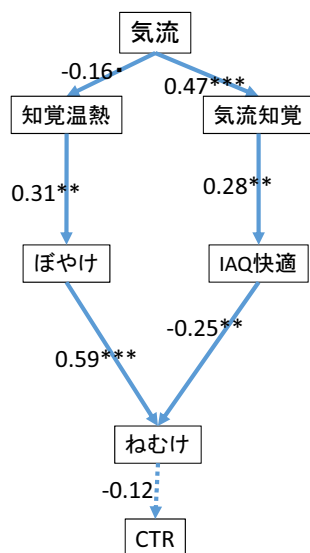 気流
-0.16･
0.47***
知覚温熱
気流知覚
0.31**
0.28**
ぼやけ
IAQ快適
-0.25**
0.59***
ねむけ
-0.12
CTR